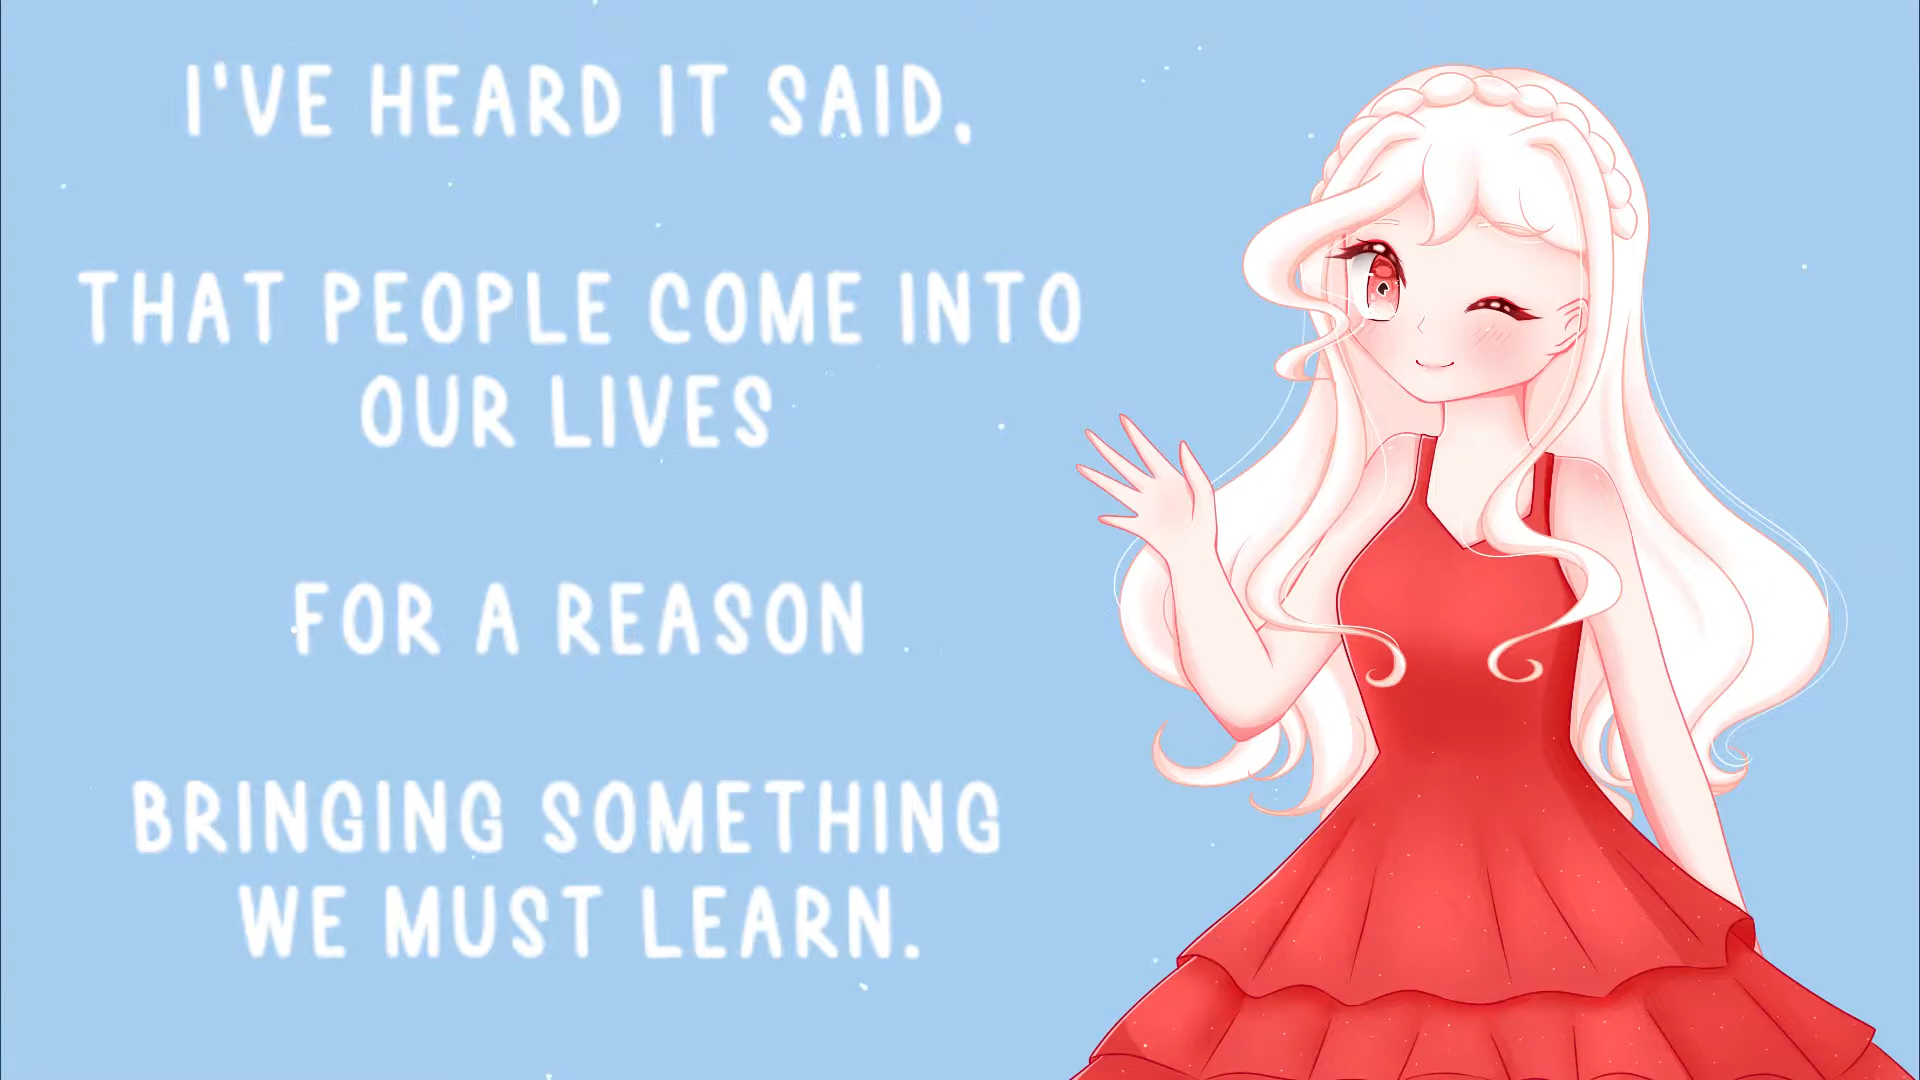 I'VE HEARD IT SAID,
THAT PEOPLE COME INTO
OUR LIVES
FOR A REASON
BRINGING SOMETHING
WE MUST LEARN.